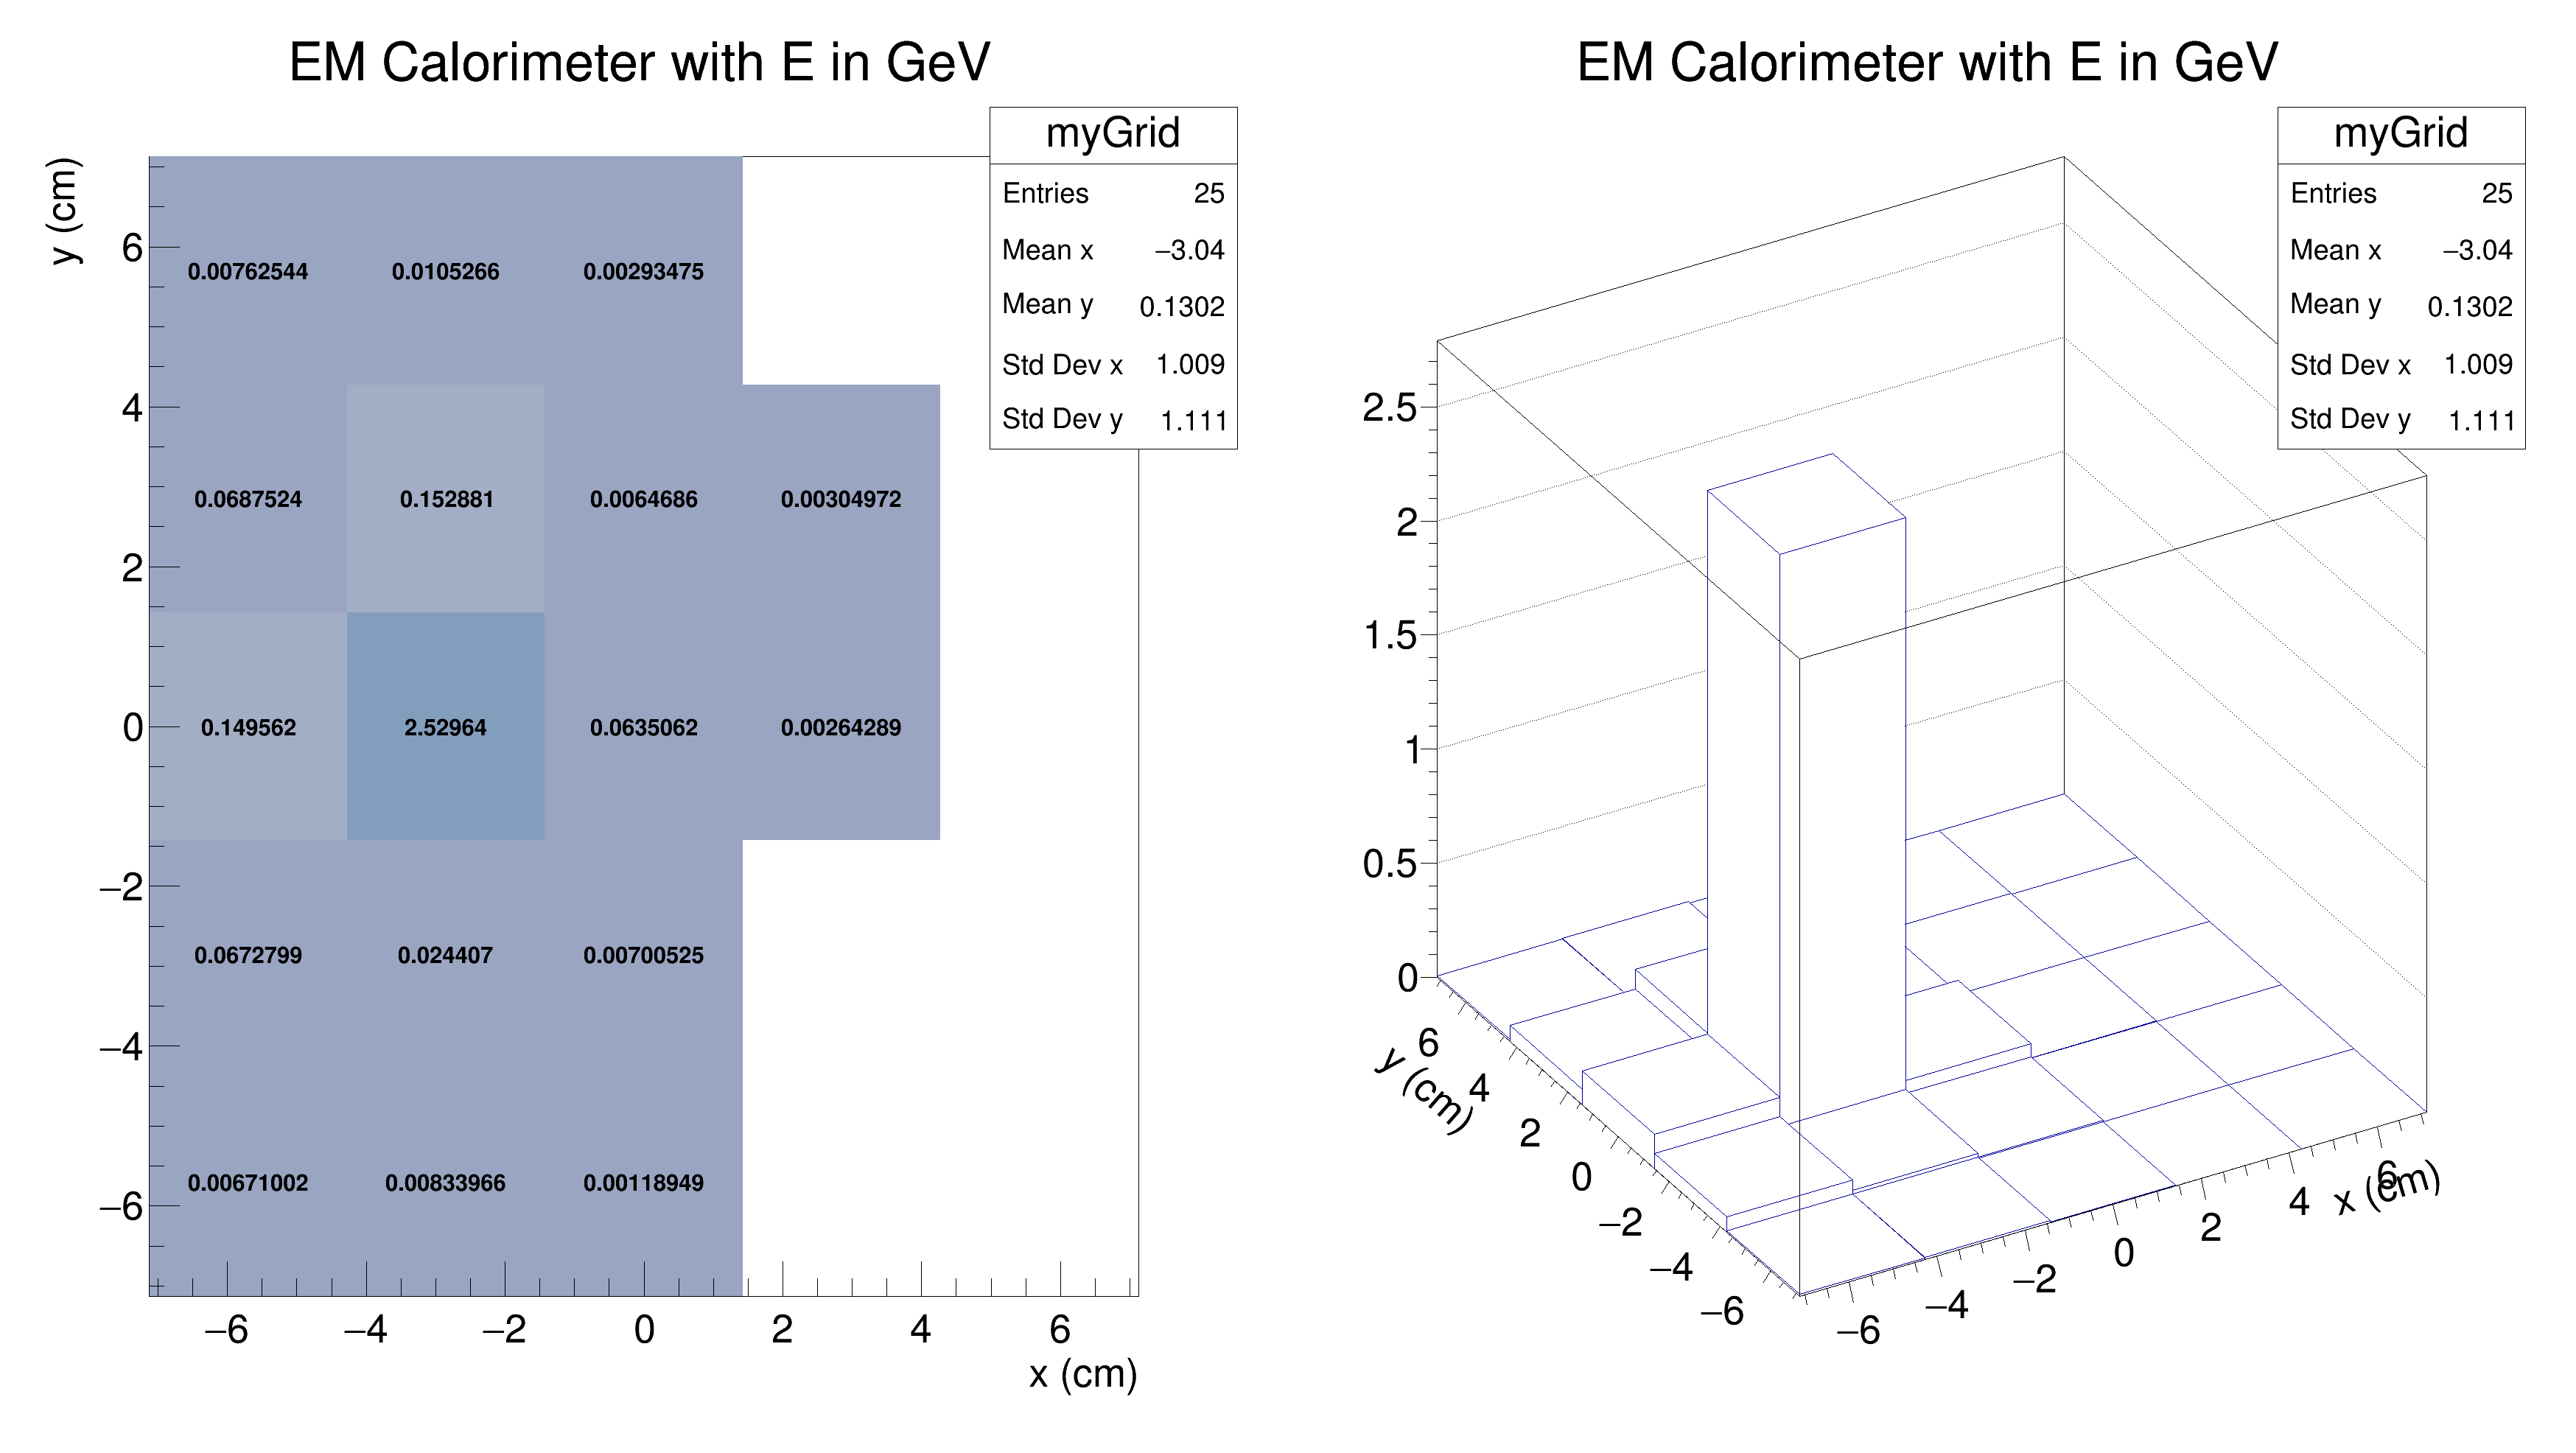 EM Calorimeter with E in GeV
myGrid
Entries 25
Mean x −3.04
Mean y 0.1302
Std Dev x 1.009
Std Dev y 1.111
y (cm)
6
4
2
0
−2
−4
−6
0.00762544 0.0105266 0.00293475
0.0687524 0.152881 0.0064686 0.00304972
0.149562 2.52964 0.0635062 0.00264289
0.0672799 0.024407 0.00700525
0.00671002 0.00833966 0.00118949
−6 −4 −2 0 2 4 6
x (cm)
EM Calorimeter with E in GeV
myGrid
Entries 25
Mean x −3.04
Mean y 0.1302
Std Dev x 1.009
Std Dev y 1.111
2.5
2
1.5
1
0.5
0
y (cm)
6
4
2
0
−2
−4
−6
−6 −4 −2 0 2 4 6
x (cm)